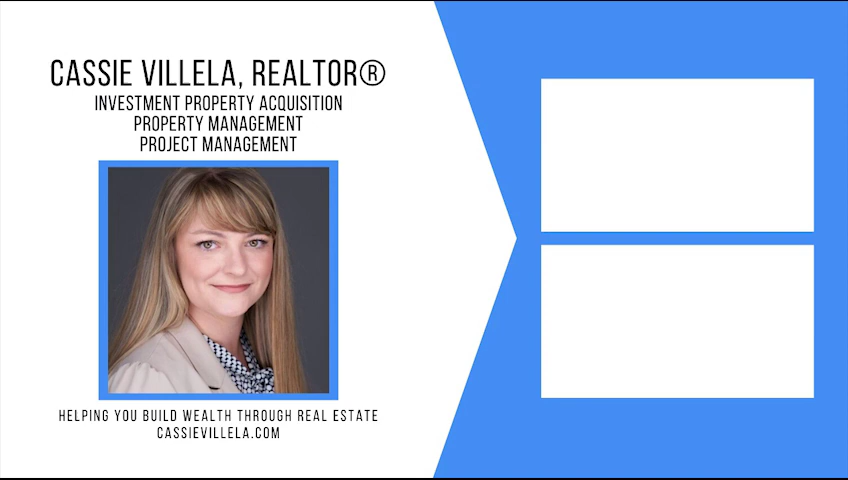 CASSIE VILLELA, REALTOR®
INVESTMENT PROPERTY ACQUISITION
PROPERTY MANAGEMENT
PROJECT MANAGEMENT
HELPING YOU BUILD WEALTH THROUGH REAL ESTATE
CASSIEVILLELA.COM